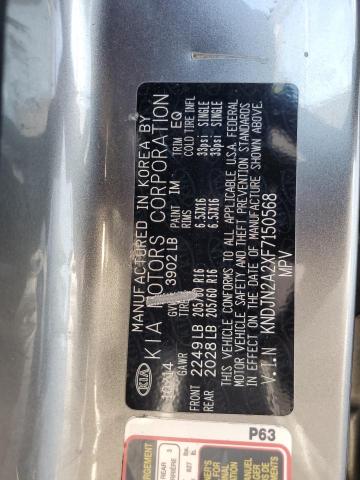 MANUFACTURED IN KOREA BY
KIA MOTORS CORPORATION
KIA
3902LB PAINT IM TRIM EQ
GAWR TIRE RIMS COLD TIRE INFL
FRONT 2249LB 205/60 R16 6.5JX16 33psi SINGLE
REAR 2028LB 205/60 R16 6.5JX16 33psi SINGLE
THIS VEHICLE CONFORMS TO ALL APPLICABLE U.S.A. FEDERAL
MOTOR VEHICLE SAFETY AND THEFT PREVENTION STANDARDS
IN EFFECT ON THE DATE OF MANUFACTURE SHOWN ABOVE.
V.I.N KNDJN2A2XF7150568
MPV
P63